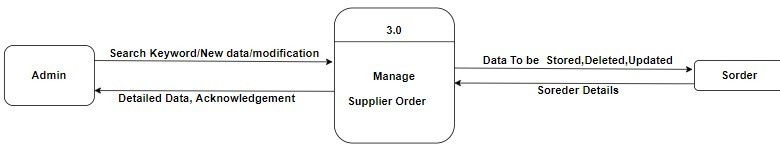 3.0
Search Keyword/New data/modification
Data To be Stored,Deleted,Updated
Admin
Manage
Supplier Order
Sorder
Detailed Data, Acknowledgement
Soreder Details